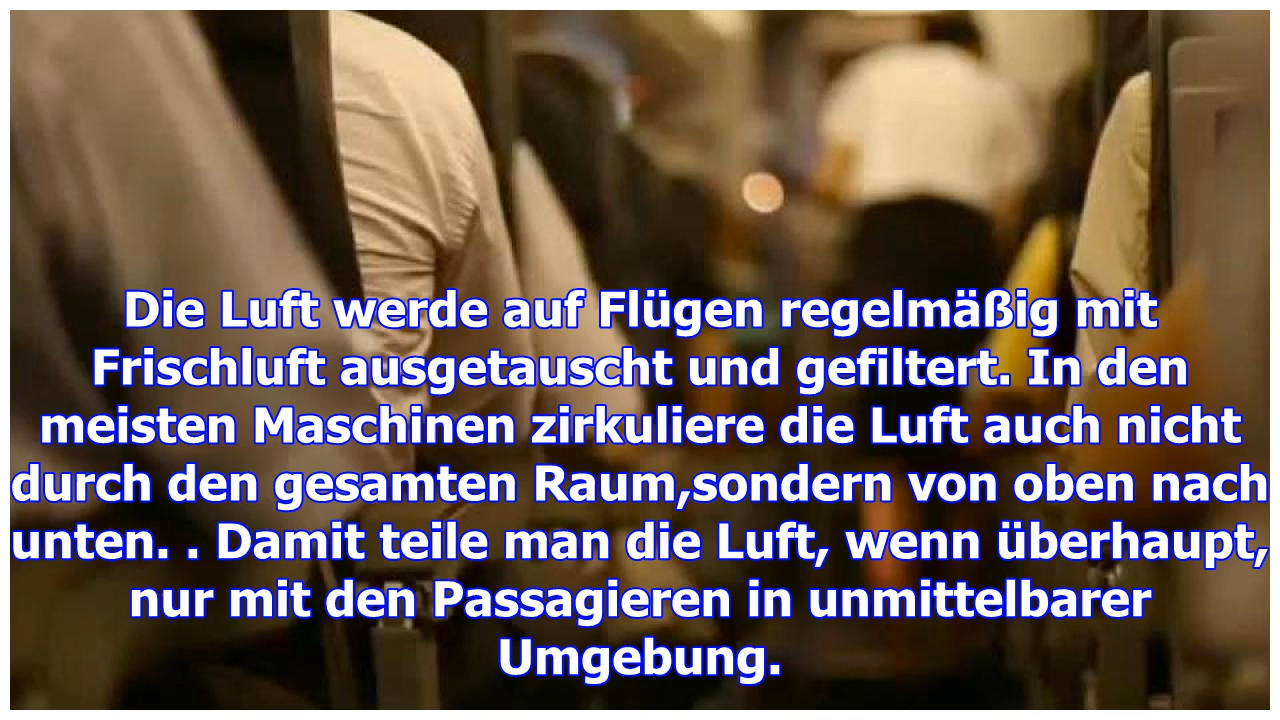 Die Luft werde auf Flügen regelmäßig mit
Frischluft ausgetauscht und gefiltert. In den
meisten Maschinen zirkuliere die Luft auch nicht
durch den gesamten Raum,sondern von oben nach
unten. . Damit teile man die Luft, wenn überhaupt,
nur mit den Passagieren in unmittelbarer
Umgebung.